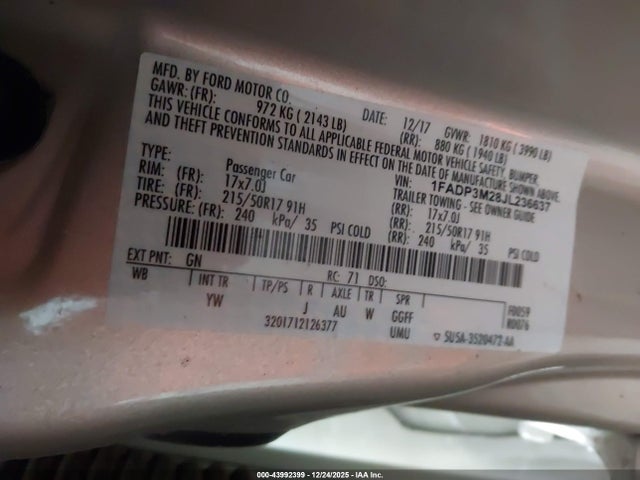 MFD. BY FORD MOTOR CO.
DATE: 12/17 GVWR: 1810 KG ( 3990 LB)
GAWR: (FR): 972 KG ( 2143 LB) (RR): 880 KG ( 1940 LB)
THIS VEHICLE CONFORMS TO ALL APPLICABLE FEDERAL MOTOR VEHICLE SAFETY, BUMPER,
AND THEFT PREVENTION STANDARDS IN EFFECT ON THE DATE OF MANUFACTURE SHOWN ABOVE.
VIN: 1FADP3M28JL236637
TYPE: Passenger Car TRAILER TOWING - SEE OWNER GUIDE
RIM: (FR) 17x7.0J (RR): 17x7.0J
TIRE: (FR) 215/50R17 91H (RR): 215/50R17 91H
PRESSURE: (FR) 240 kPa/ 35 PSI COLD (RR): 240 kPa/ 35 PSI COLD
EXT PNT: GN RC: 71 DSO:
WB INT TR TP/PS R AXLE TR SPR
YW J AU W GGFF
UMU
F0059
R0076
3201712126377
SU5A-3520472-AA
000-43992399 - 12/24/2025 - IAA Inc.